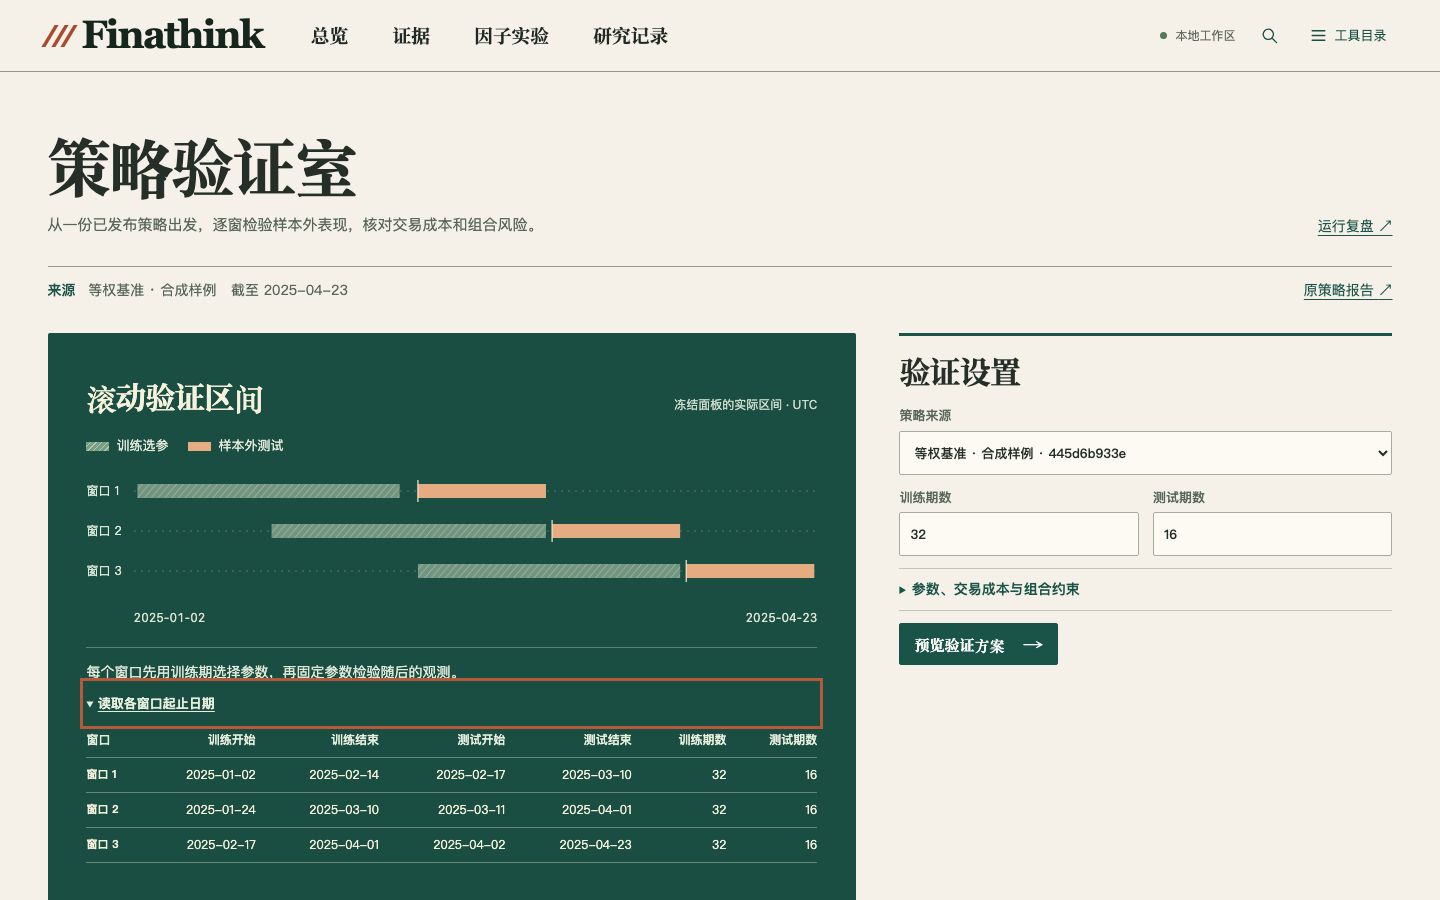 Finathink 总览 证据 因子实验 研究记录 本地工作区 工具目录
策略验证室
从一份已发布策略出发，逐窗检验样本外表现，核对交易成本和组合风险。 运行复盘 ↗
来源 等权基准 · 合成样例 截至 2025-04-23 原策略报告 ↗
滚动验证区间
冻结面板的实际区间 · UTC
训练选参 样本外测试
窗口 1
窗口 2
窗口 3
2025-01-02 2025-04-23
每个窗口先用训练期选择参数，再固定参数检验随后的观测。
▾ 读取各窗口起止日期
窗口 训练开始 训练结束 测试开始 测试结束 训练期数 测试期数
窗口 1 2025-01-02 2025-02-14 2025-02-17 2025-03-10 32 16
窗口 2 2025-01-24 2025-03-10 2025-03-11 2025-04-01 32 16
窗口 3 2025-02-17 2025-04-01 2025-04-02 2025-04-23 32 16
验证设置
策略来源
等权基准 · 合成样例 · 445d6b933e
训练期数 测试期数
32 16
▸ 参数、交易成本与组合约束
预览验证方案 →